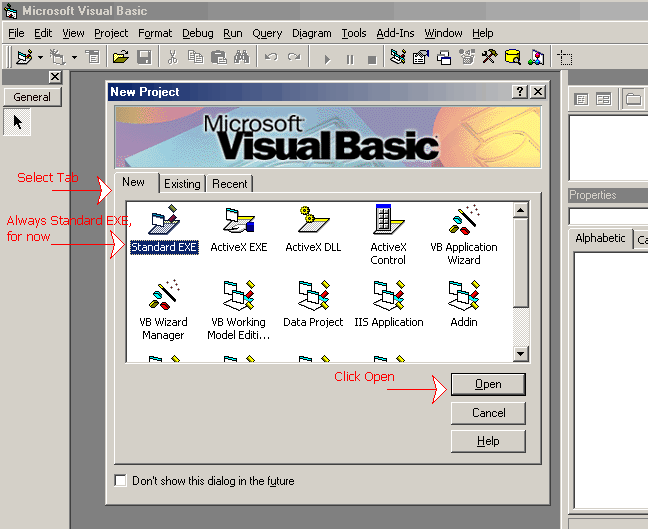 Microsoft Visual Basic
File Edit View Project Format Debug Run Query Diagram Tools Add-Ins Window Help
General
New Project
Microsoft
Visual Basic
Select Tab
New Existing Recent
Always Standard EXE,
for now
Standard EXE ActiveX EXE ActiveX DLL ActiveX
Control VB Application
Wizard
VB Wizard
Manager VB Working
Model Editi... Data Project IIS Application Addin
Click Open
Open
Cancel
Help
Don't show this dialog in the future
Properties
Alphabetic Ca